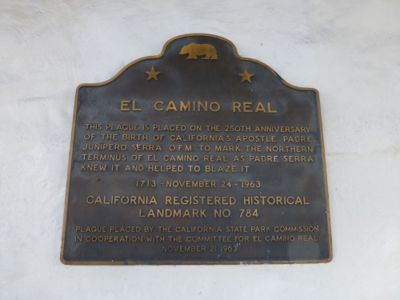 EL CAMINO REAL
THIS PLAQUE IS PLACED ON THE 250TH ANNIVERSARY
OF THE BIRTH OF CALIFORNIA'S APOSTLE, PADRE
JUNIPERO SERRA, O.F.M. TO MARK THE NORTHERN
TERMINUS OF EL CAMINO REAL AS PADRE SERRA
KNEW IT AND HELPED TO BLAZE IT.
1713 - NOVEMBER 24 - 1963
CALIFORNIA REGISTERED HISTORICAL
LANDMARK NO. 784
PLAQUE PLACED BY THE CALIFORNIA STATE PARK COMMISSION
IN COOPERATION WITH THE COMMITTEE FOR EL CAMINO REAL,
NOVEMBER 21, 1963